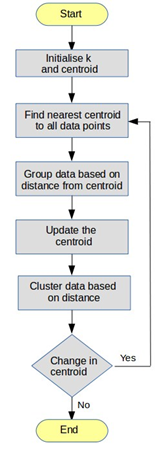 Start
Initialise k
and centroid
Find nearest centroid
to all data points
Group data based on
distance from centroid
Update the
centroid
Cluster data based
on distance
Change in
centroid
Yes
No
End